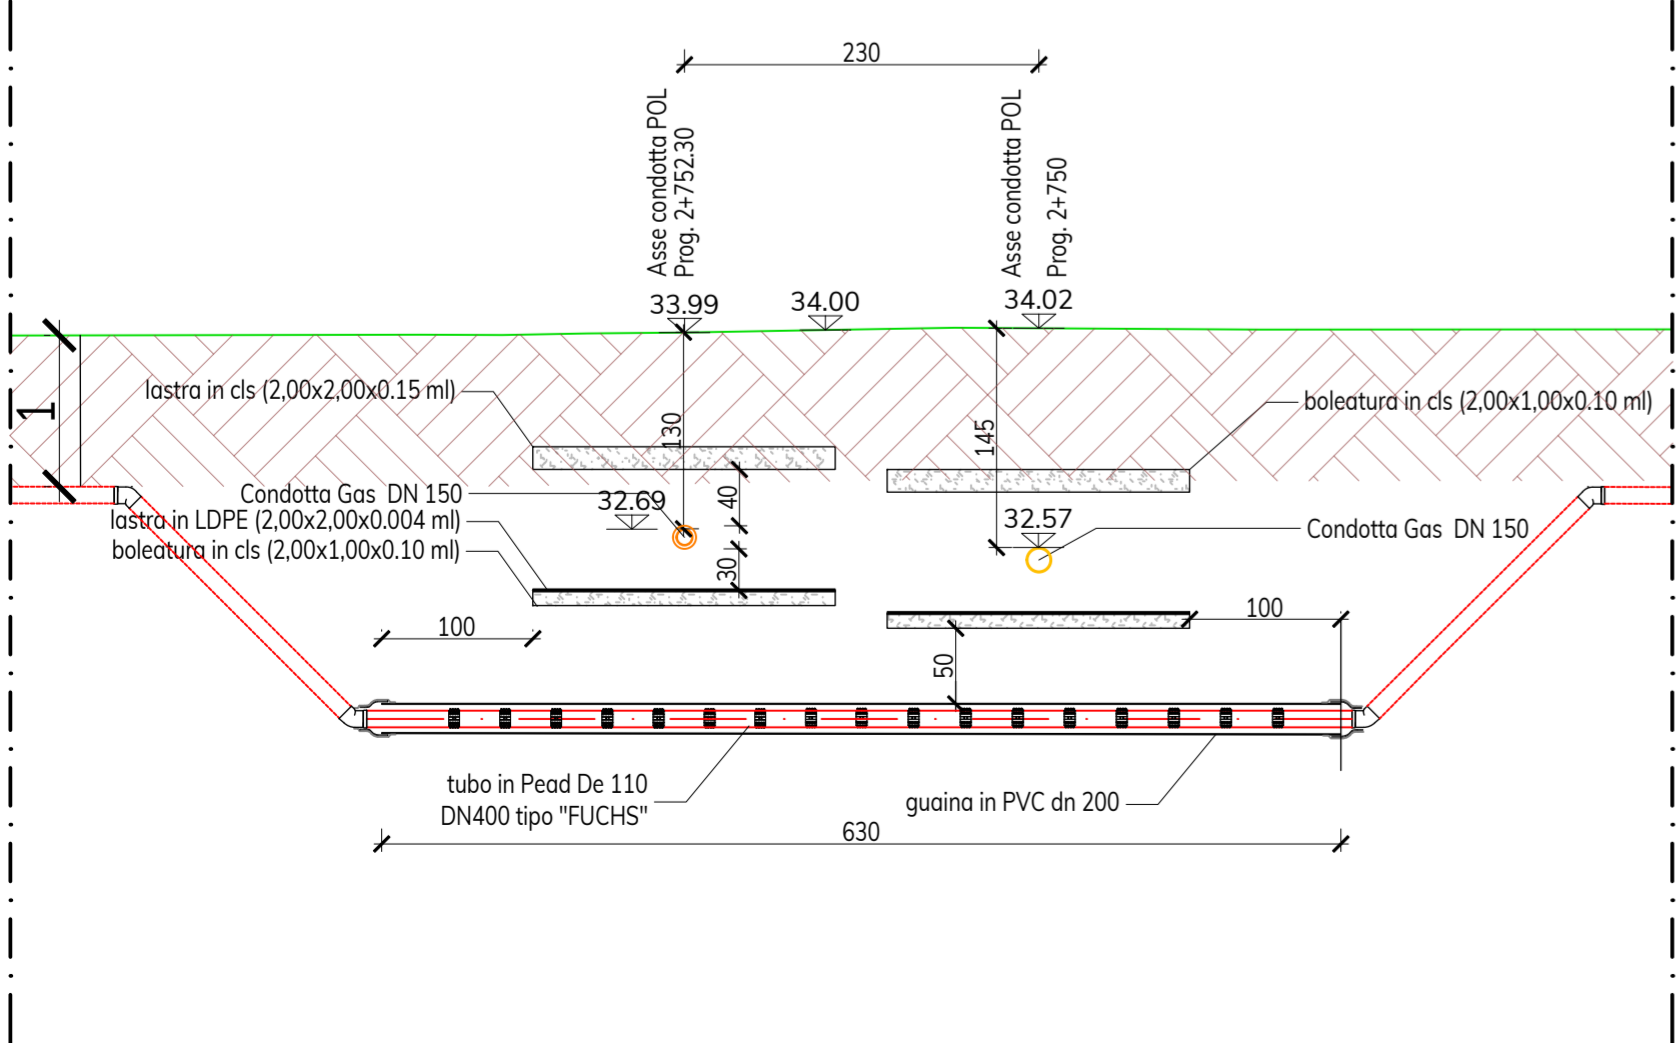 230
Asse condotta POL
Prog. 2+752.30
Asse condotta POL
Prog. 2+750
33.99
34.00
34.02
1
lastra in cls (2,00x2,00x0.15 ml)
130
145
boleatura in cls (2,00x1,00x0.10 ml)
Condotta Gas DN 150
32.69
40
lastra in LDPE (2,00x2,00x0.004 ml)
32.57
Condotta Gas DN 150
boleatura in cls (2,00x1,00x0.10 ml)
30
100
100
50
tubo in Pead De 110
DN400 tipo "FUCHS"
guaina in PVC dn 200
630